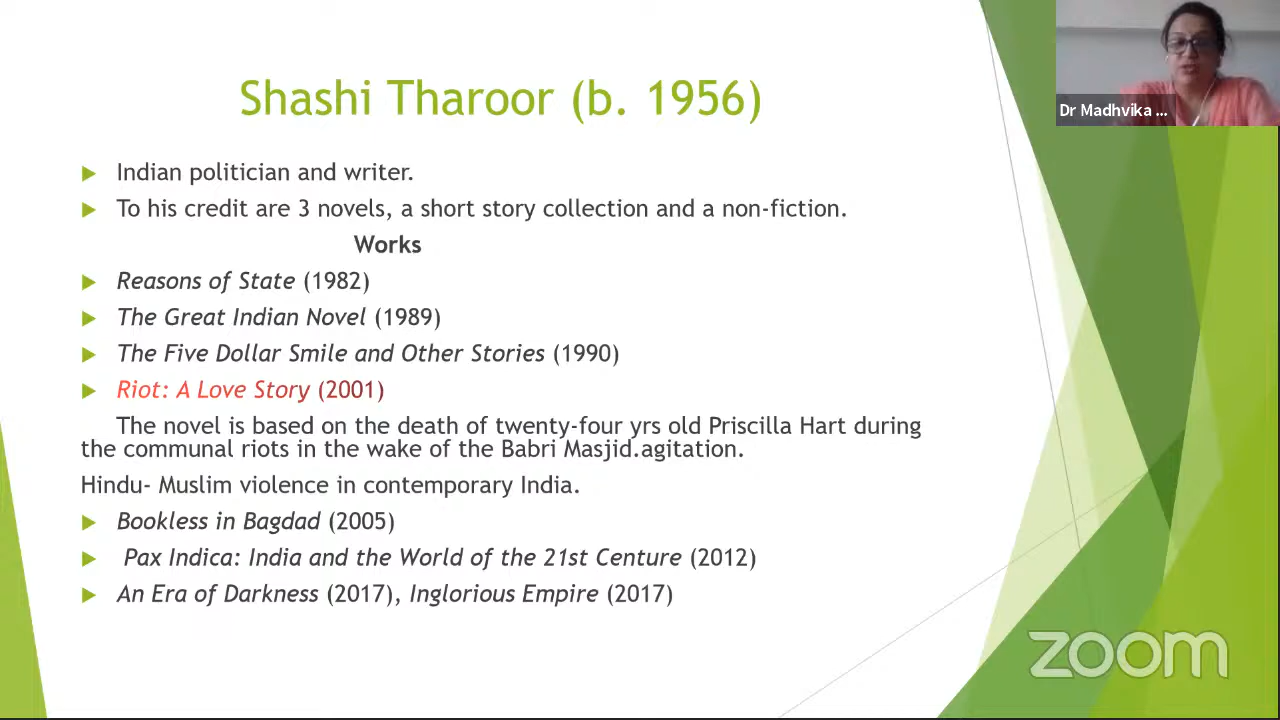 Shashi Tharoor (b. 1956)
Dr Madhvika ...
Indian politician and writer.
To his credit are 3 novels, a short story collection and a non-fiction.
Works
Reasons of State (1982)
The Great Indian Novel (1989)
The Five Dollar Smile and Other Stories (1990)
Riot: A Love Story (2001)
The novel is based on the death of twenty-four yrs old Priscilla Hart during
the communal riots in the wake of the Babri Masjid.agitation.
Hindu- Muslim violence in contemporary India.
Bookless in Bagdad (2005)
Pax Indica: India and the World of the 21st Centure (2012)
An Era of Darkness (2017), Inglorious Empire (2017)
zoom